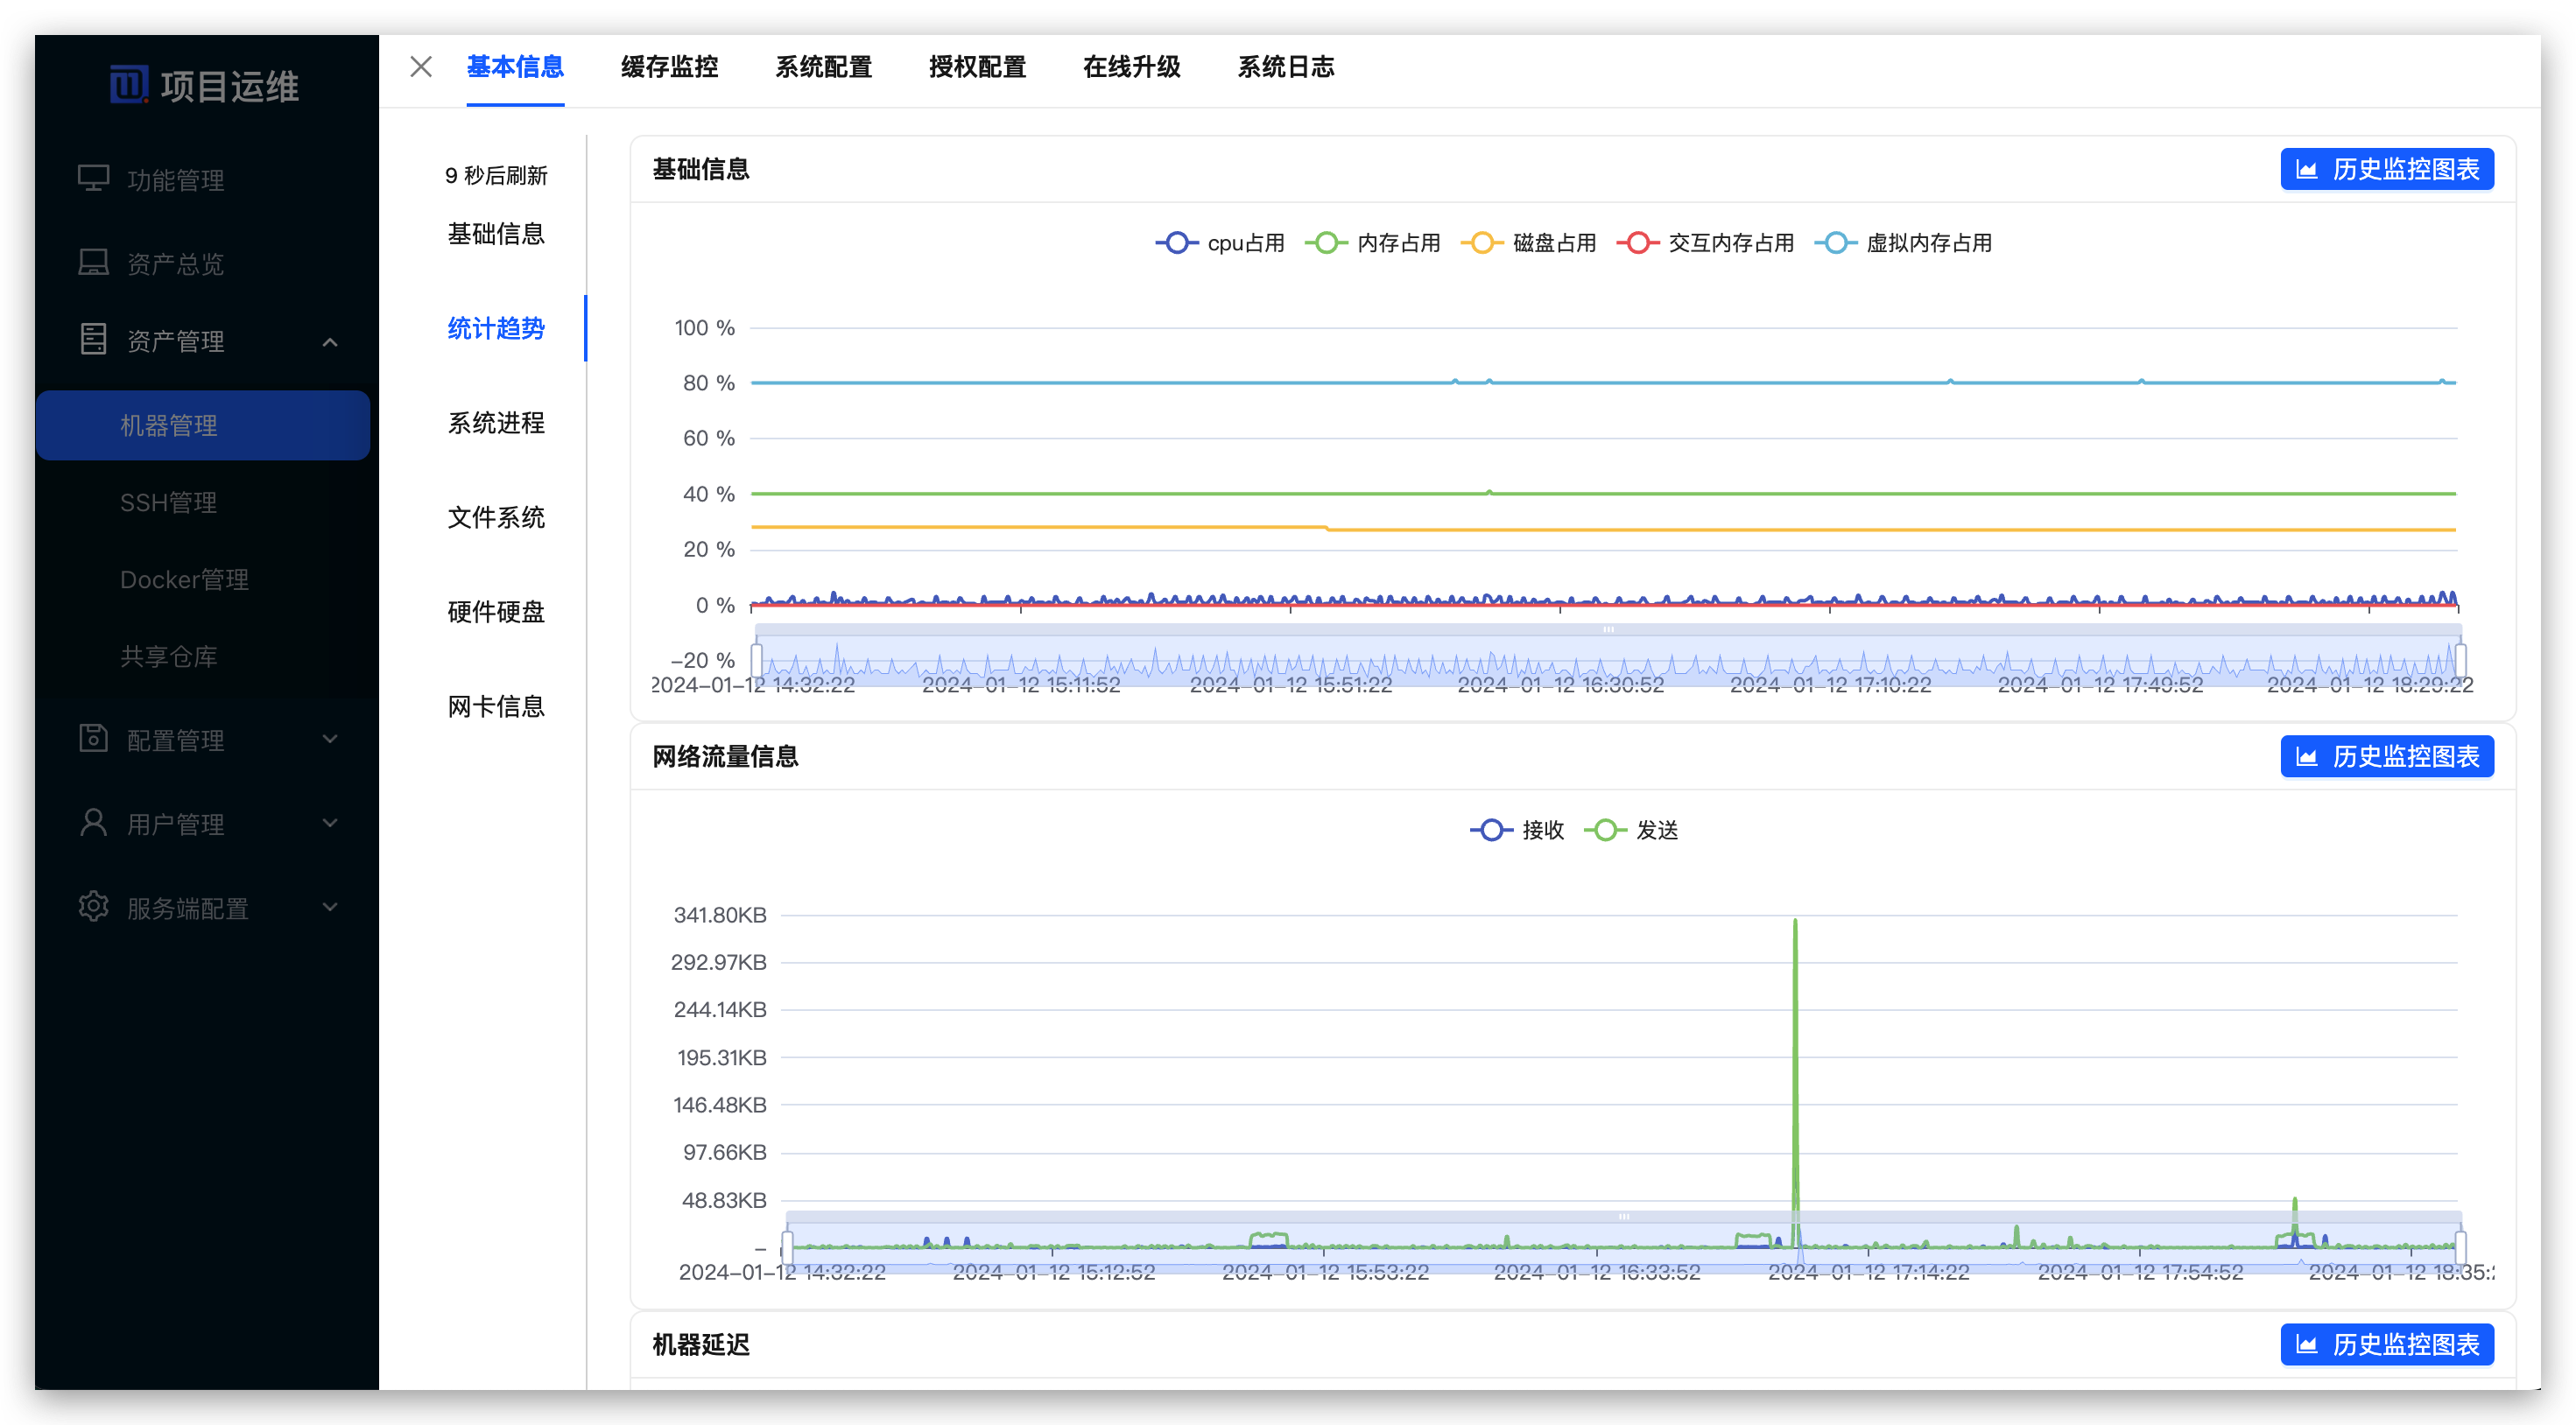 项目运维
功能管理
资产总览
资产管理
机器管理
SSH管理
Docker管理
共享仓库
配置管理
用户管理
服务端配置
基本信息 缓存监控 系统配置 授权配置 在线升级 系统日志
9 秒后刷新
基础信息
统计趋势
系统进程
文件系统
硬件硬盘
网卡信息
基础信息 历史监控图表
cpu占用 内存占用 磁盘占用 交互内存占用 虚拟内存占用
100 %
80 %
60 %
40 %
20 %
0 %
-20 %
2024-01-12 14:32:22 2024-01-12 15:11:52 2024-01-12 15:51:22 2024-01-12 16:30:52 2024-01-12 17:10:22 2024-01-12 17:49:52 2024-01-12 18:29:22
网络流量信息 历史监控图表
接收 发送
341.80KB
292.97KB
244.14KB
195.31KB
146.48KB
97.66KB
48.83KB
-
2024-01-12 14:32:22 2024-01-12 15:12:52 2024-01-12 15:53:22 2024-01-12 16:33:52 2024-01-12 17:14:22 2024-01-12 17:54:52 2024-01-12 18:35:
机器延迟 历史监控图表